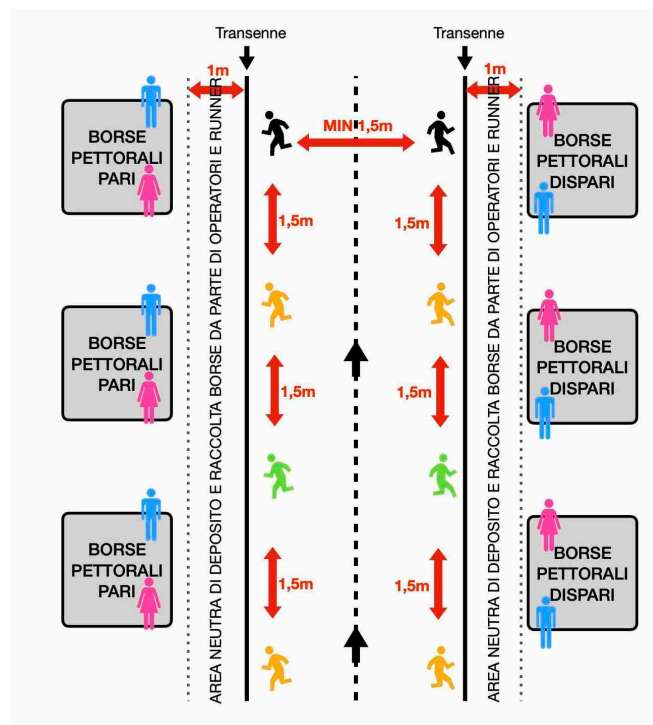 Transenne
Transenne
1m
1m
AREA NEUTRA DI DEPOSITO E RACCOLTA BORSE DA PARTE DI OPERATORI E RUNNER
AREA NEUTRA DI DEPOSITO E RACCOLTA BORSE DA PARTE DI OPERATORI E RUNNER
BORSE
PETTORALI
PARI
MIN 1,5m
BORSE
PETTORALI
DISPARI
1,5m
1,5m
BORSE
PETTORALI
PARI
BORSE
PETTORALI
DISPARI
1,5m
1,5m
BORSE
PETTORALI
PARI
BORSE
PETTORALI
DISPARI
1,5m
1,5m